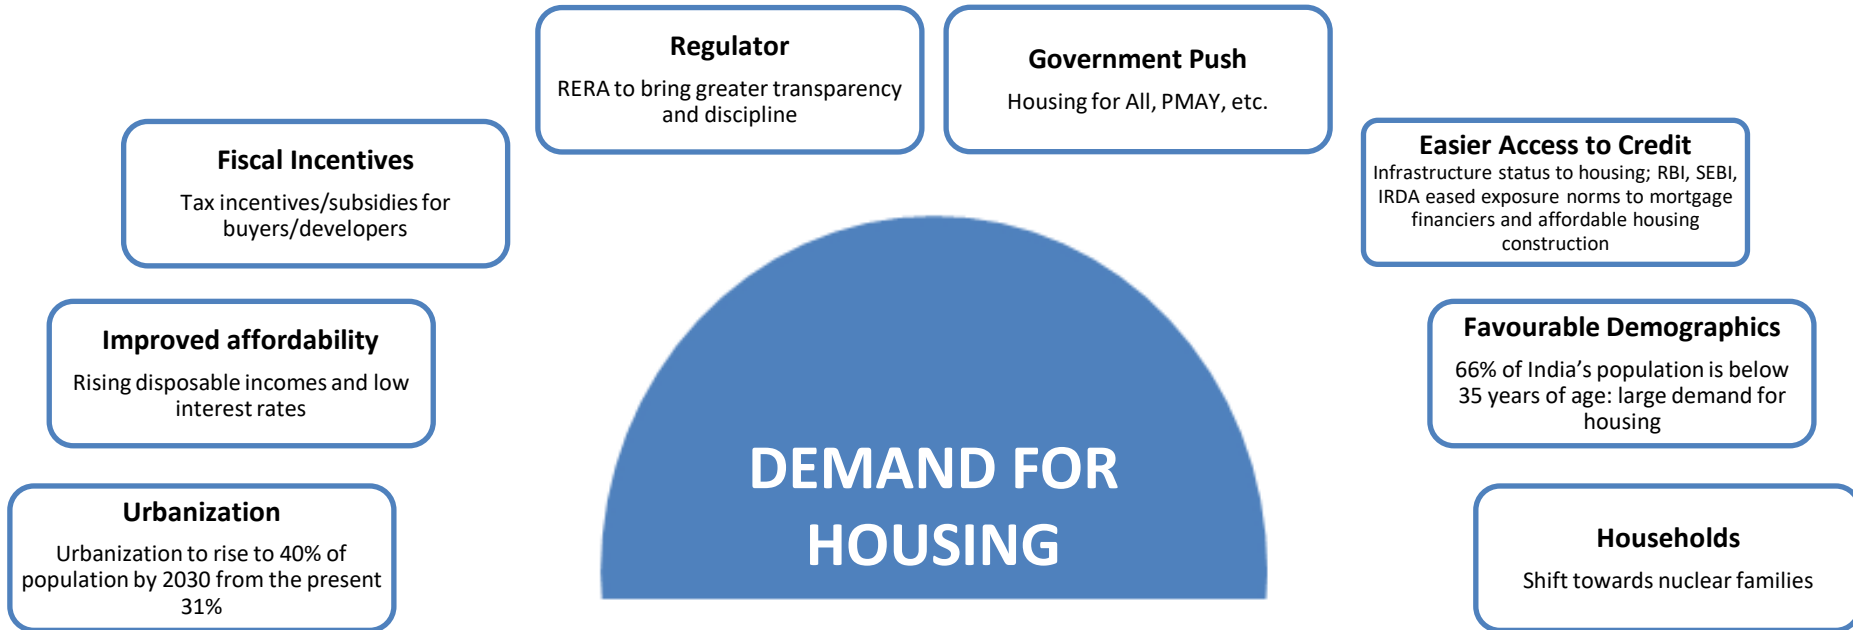 Regulator
RERA to bring greater transparency
and discipline
Government Push
Housing for All, PMAY, etc.
Fiscal Incentives
Tax incentives/subsidies for
buyers/developers
Easier Access to Credit
Infrastructure status to housing; RBI, SEBI,
IRDA eased exposure norms to mortgage
financiers and affordable housing
construction
Improved affordability
Rising disposable incomes and low
interest rates
Favourable Demographics
66% of India’s population is below
35 years of age: large demand for
housing
Urbanization
Urbanization to rise to 40% of
population by 2030 from the present
31%
DEMAND FOR
HOUSING
Households
Shift towards nuclear families